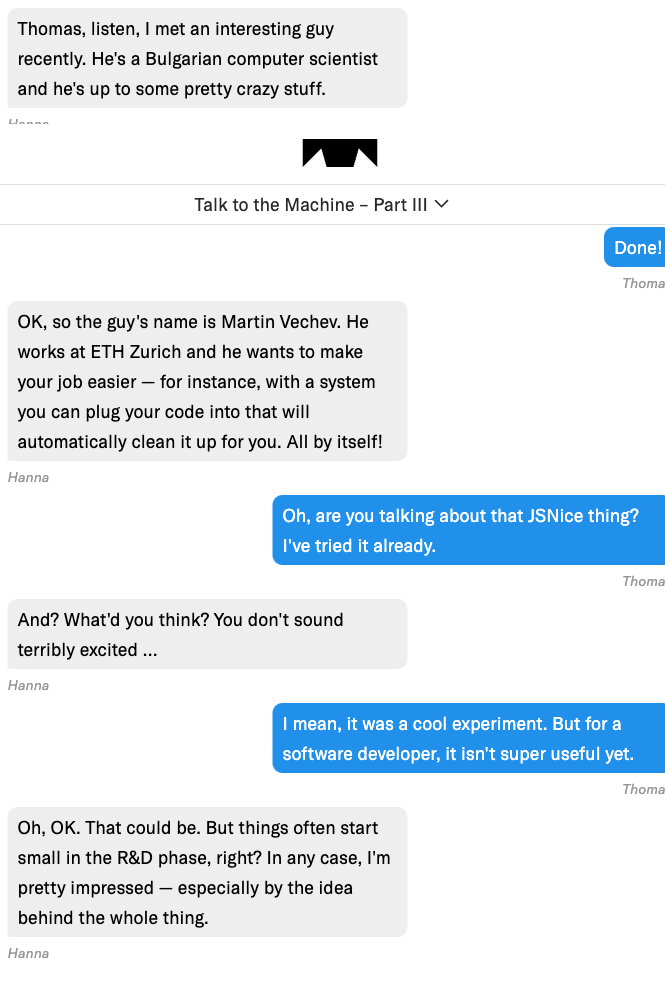 Thomas, listen, I met an interesting guy
recently. He's a Bulgarian computer scientist
and he's up to some pretty crazy stuff.
Hanna
Talk to the Machine – Part III
Done!
Thoma
OK, so the guy's name is Martin Vechev. He
works at ETH Zurich and he wants to make
your job easier — for instance, with a system
you can plug your code into that will
automatically clean it up for you. All by itself!
Hanna
Oh, are you talking about that JSNice thing?
I've tried it already.
Thoma
And? What'd you think? You don't sound
terribly excited ...
Hanna
I mean, it was a cool experiment. But for a
software developer, it isn't super useful yet.
Thoma
Oh, OK. That could be. But things often start
small in the R&D phase, right? In any case, I'm
pretty impressed — especially by the idea
behind the whole thing.
Hanna